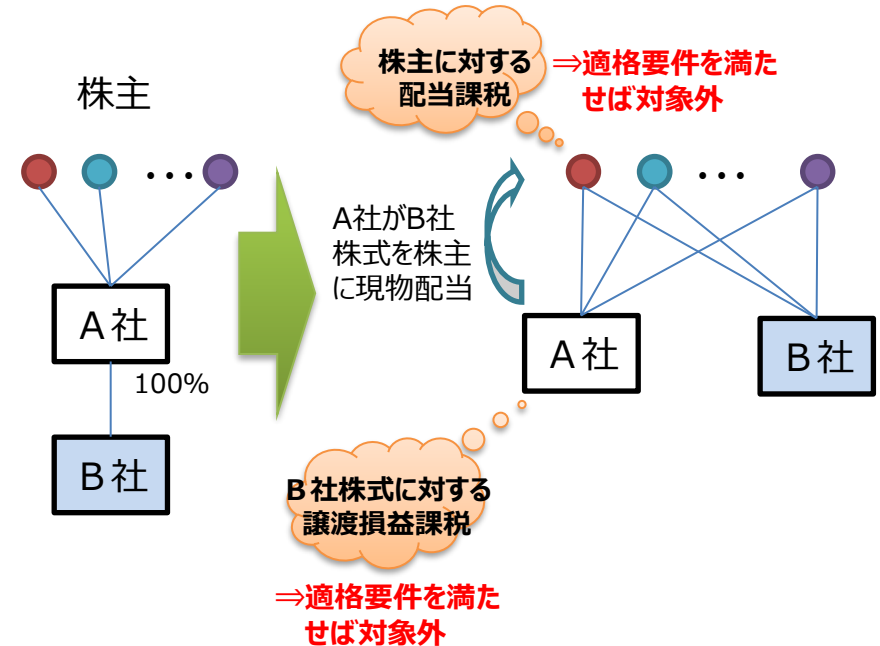 株主に対する
配当課税
⇒適格要件を満た
せば対象外
株主
・・・
・・・
A社がB社
株式を株主
に現物配当
A社
100%
B社
A社
B社
B社株式に対する
譲渡損益課税
⇒適格要件を満た
せば対象外